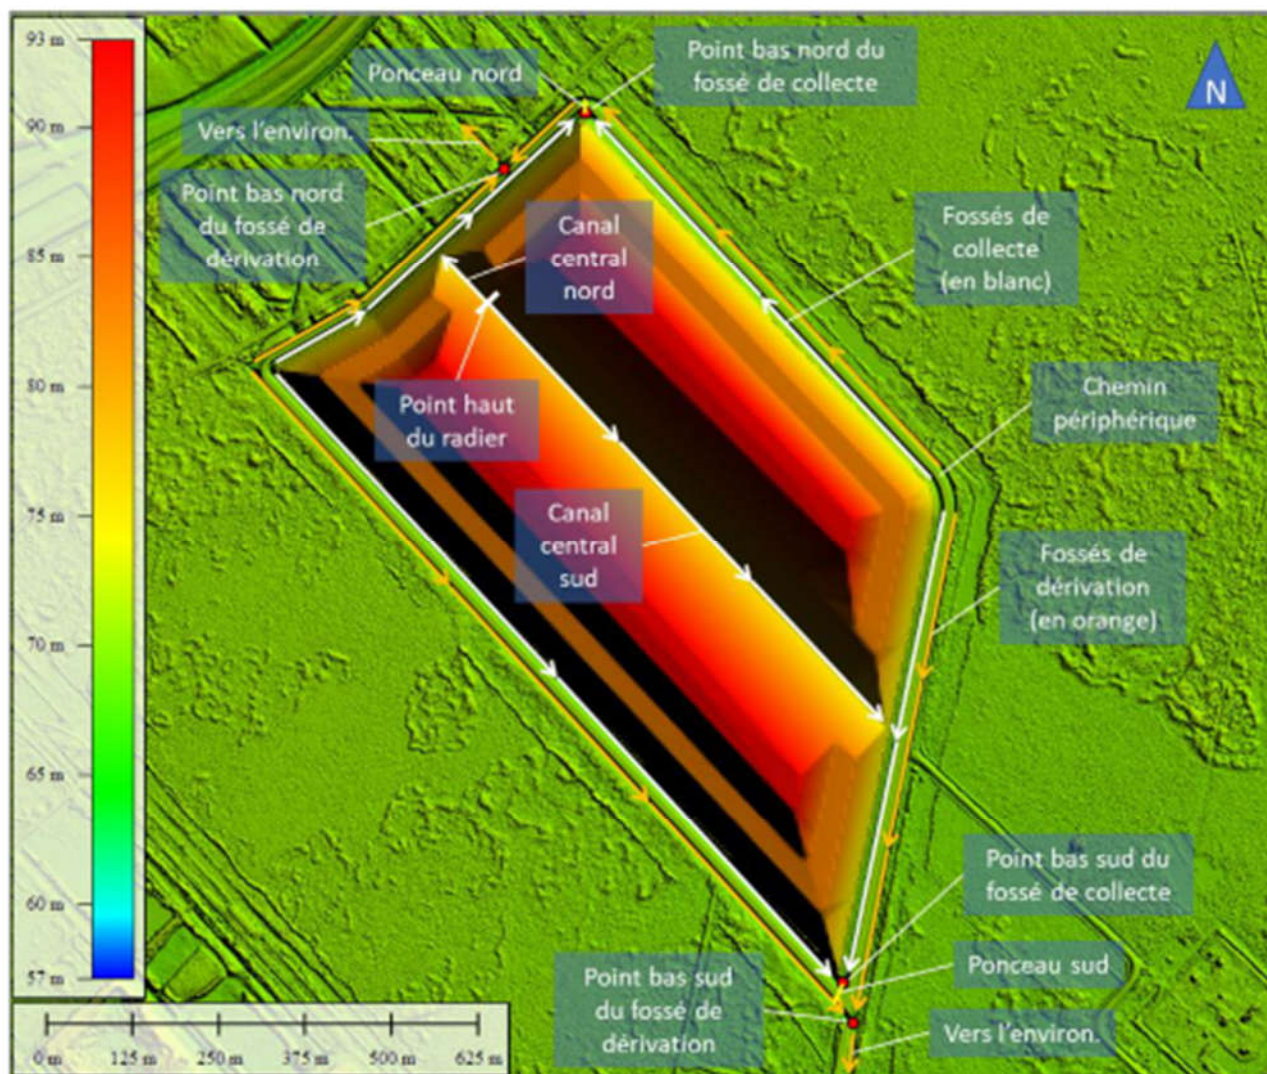 93 m
90 m
85 m
80 m
75 m
70 m
65 m
60 m
57 m
Ponceau nord
Point bas nord du
fossé de collecte
N
Vers l'environ.
Point bas nord
du fossé de
dérivation
Canal
central
nord
Fossés de
collecte
(en blanc)
Point haut
du radier
Chemin
périphérique
Canal
central
sud
Fossés de
dérivation
(en orange)
Point bas sud du
fossé de collecte
Point bas sud
du fossé de
dérivation
Ponceau sud
Vers l'environ.
0 m 125 m 250 m 375 m 500 m 625 m